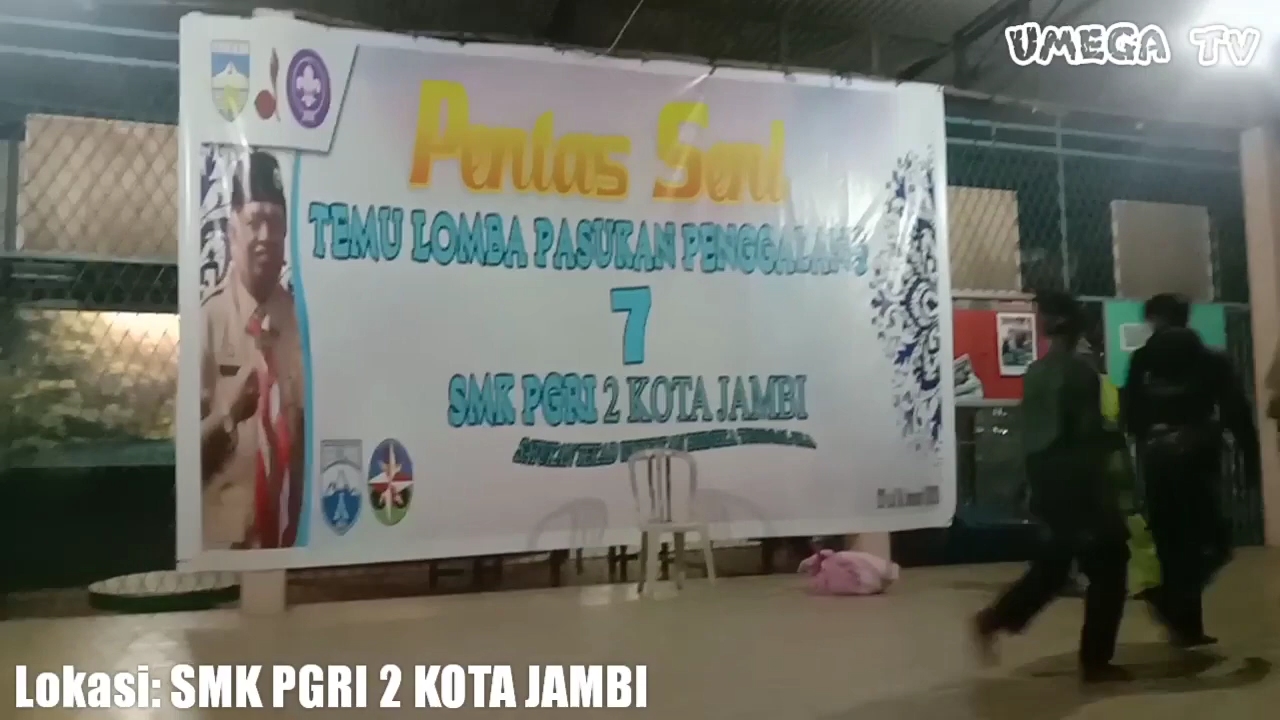 UMEGA TV
Pentas Seni
TEMU LOMBA PASUKAN PENGGALANG
7
SMK PGRI 2 KOTA JAMBI
Lokasi: SMK PGRI 2 KOTA JAMBI